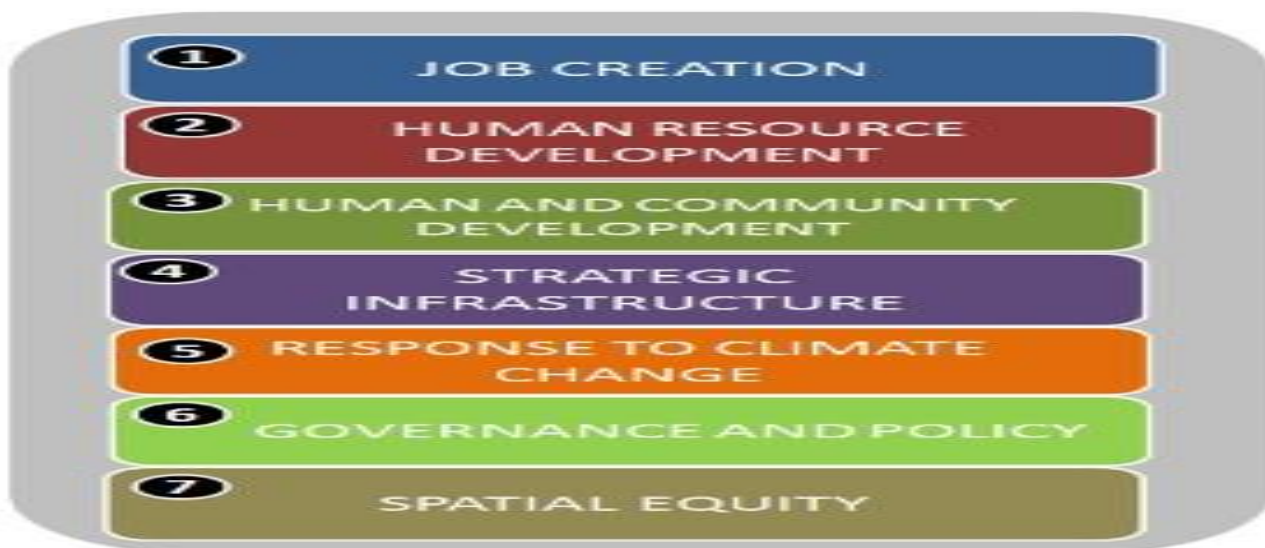 1 JOB CREATION
2 HUMAN RESOURCE
DEVELOPMENT
3 HUMAN AND COMMUNITY
DEVELOPMENT
4 STRATEGIC
INFRASTRUCTURE
5 RESPONSE TO CLIMATE
CHANGE
6 GOVERNANCE AND POLICY
7 SPATIAL EQUITY